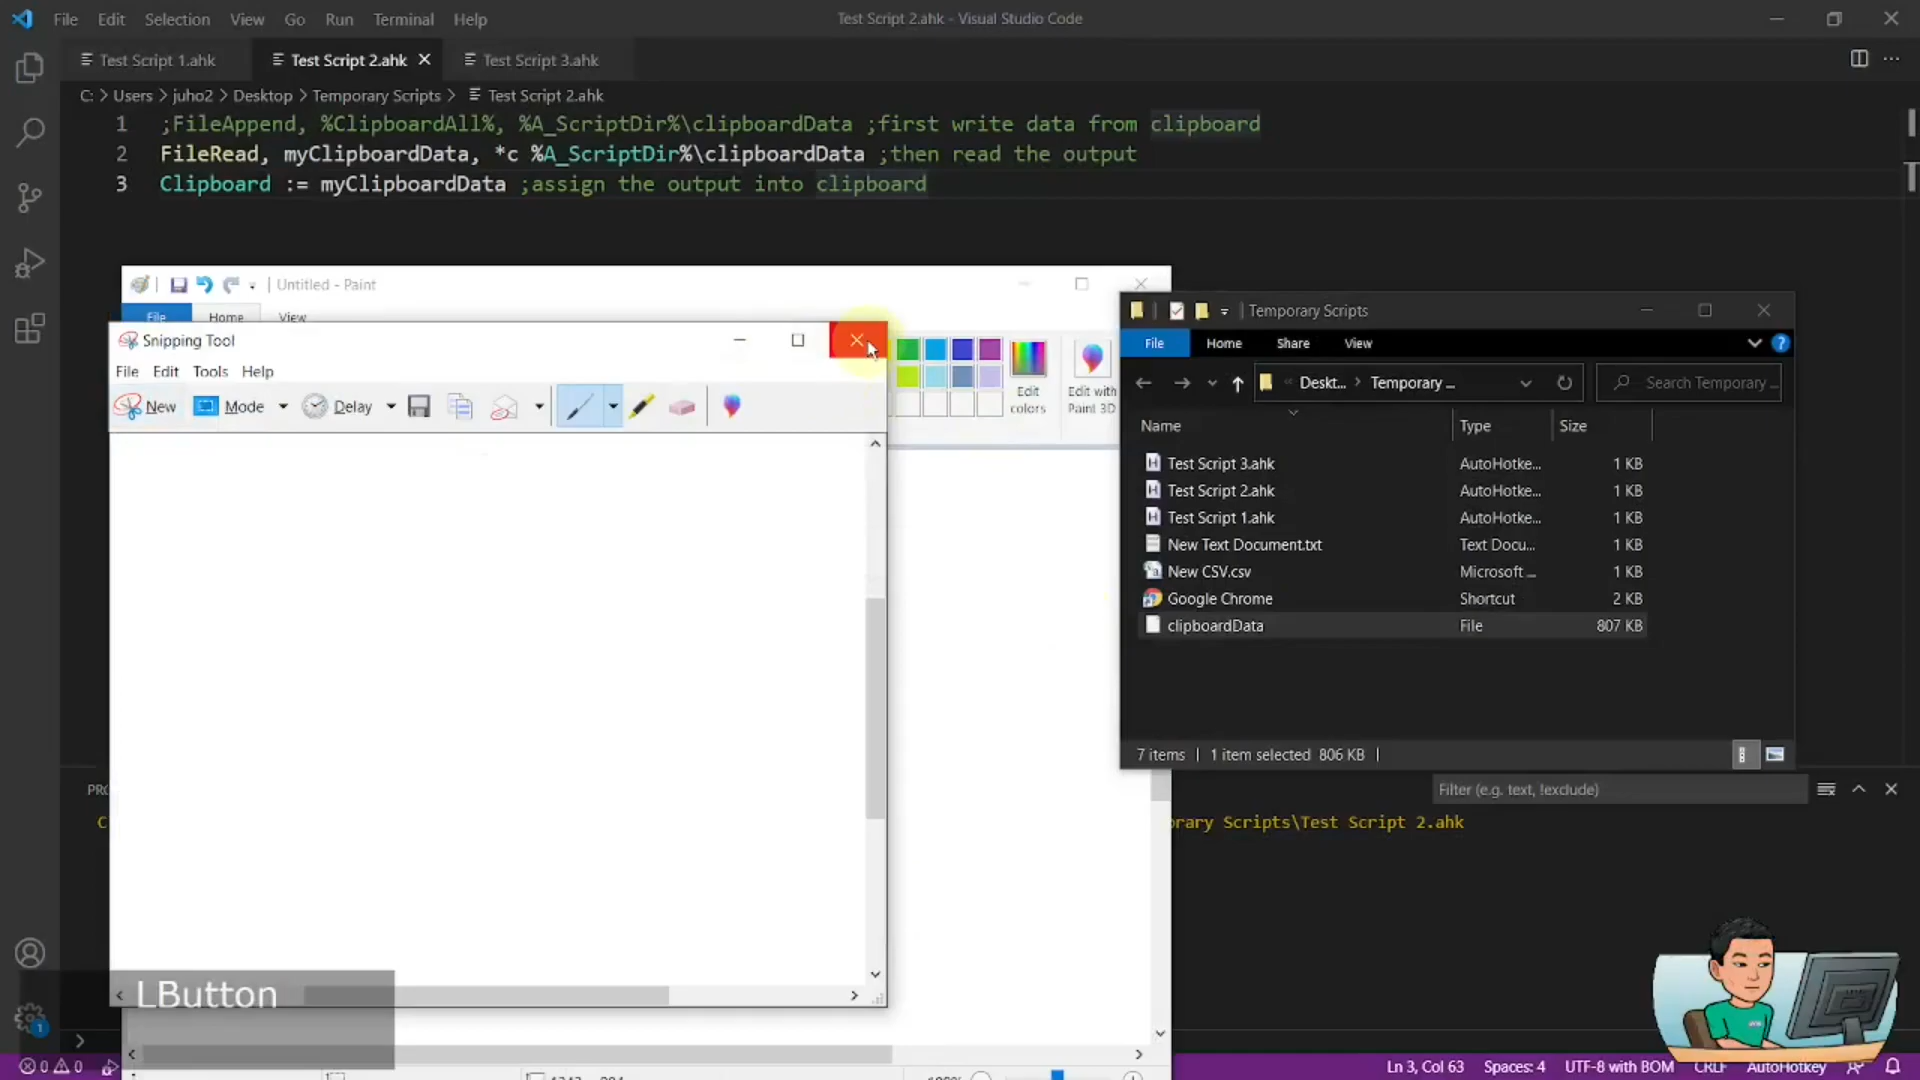 File Edit Selection View Go Run Terminal Help
Test Script 2.ahk - Visual Studio Code
Test Script 1.ahk
Test Script 2.ahk
Test Script 3.ahk
C: > Users > juho2 > Desktop > Temporary Scripts > Test Script 2.ahk
1 ;FileAppend, %ClipboardAll%, %A_ScriptDir%\clipboardData ;first write data from clipboard
2 FileRead, myClipboardData, *c %A_ScriptDir%\clipboardData ;then read the output
3 Clipboard := myClipboardData ;assign the output into clipboard
Untitled - Paint
File Home View
Edit colors
Edit with Paint 3D
Snipping Tool
File Edit Tools Help
New Mode Delay
Temporary Scripts
File Home Share View
Deskt... > Temporary ...
Search Temporary ...
Name Type Size
Test Script 3.ahk AutoHotke... 1 KB
Test Script 2.ahk AutoHotke... 1 KB
Test Script 1.ahk AutoHotke... 1 KB
New Text Document.txt Text Docu... 1 KB
New CSV.csv Microsoft ... 1 KB
Google Chrome Shortcut 2 KB
clipboardData File 807 KB
7 items | 1 item selected 806 KB |
Filter (e.g. text, !exclude)
Scripts\Test Script 2.ahk
LButton
1
0 0
Ln 3, Col 63 Spaces: 4 UTF-8 with BOM CRLF AutoHotkey